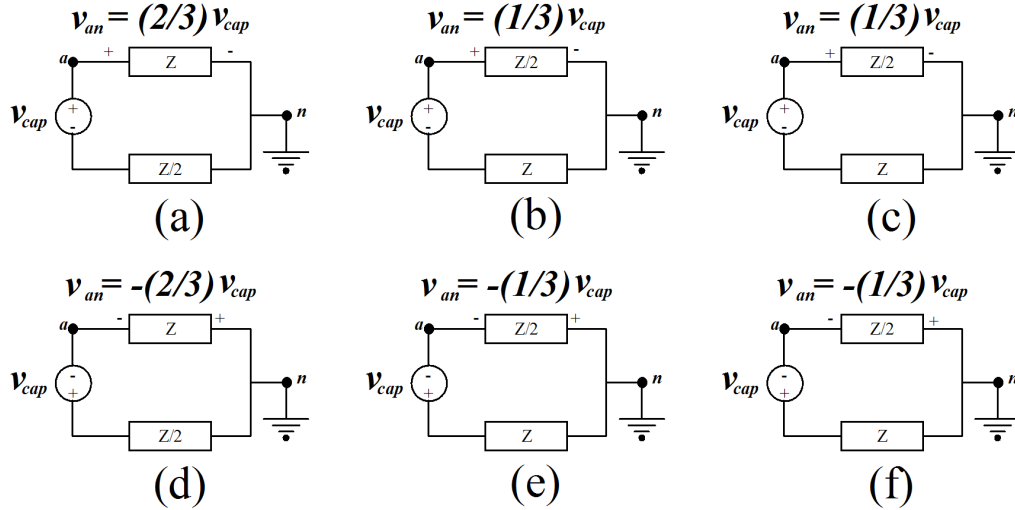 v_an = (2/3) v_cap
v_an = (1/3) v_cap
v_an = (1/3) v_cap
a + Z - n
v_cap + -
Z/2
(a)
a + Z/2 - n
v_cap + -
Z
(b)
a + Z/2 - n
v_cap + -
Z
(c)
v_an = -(2/3) v_cap
v_an = -(1/3) v_cap
v_an = -(1/3) v_cap
a - Z + n
v_cap - +
Z/2
(d)
a - Z/2 + n
v_cap - +
Z
(e)
a - Z/2 + n
v_cap - +
Z
(f)